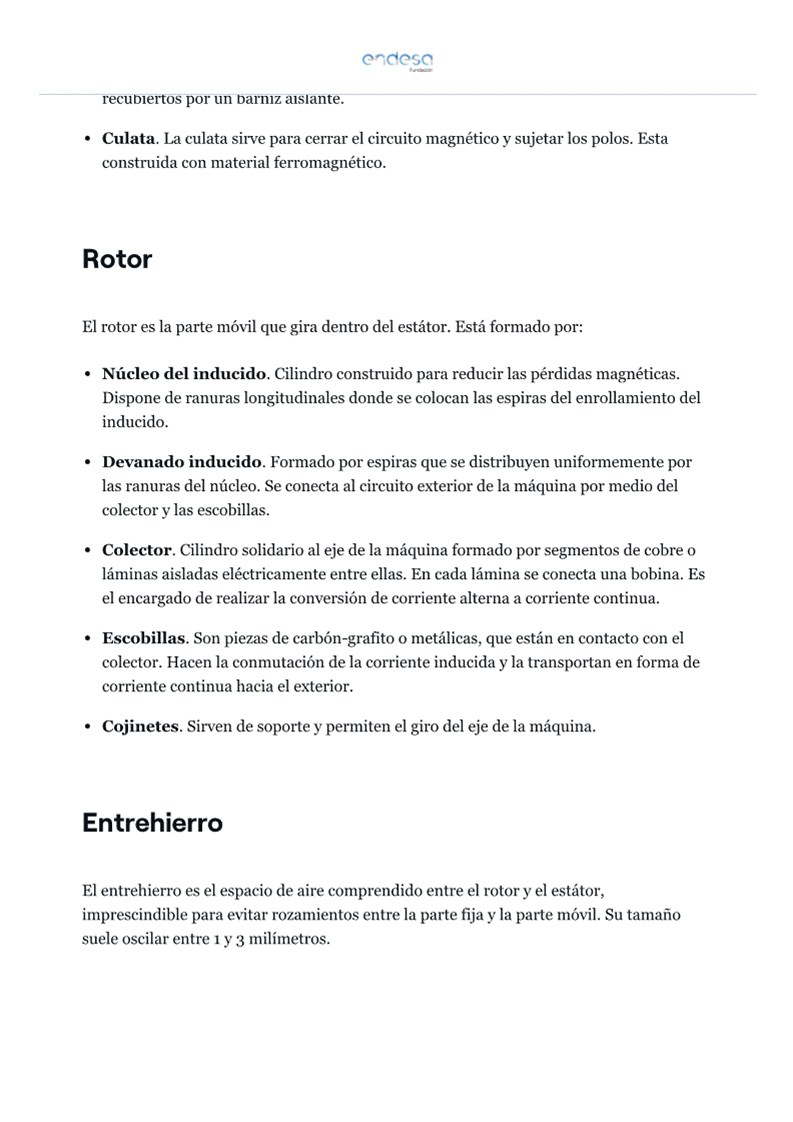 endesa
Fundación
recubiertos por un barniz aislante.
• Culata. La culata sirve para cerrar el circuito magnético y sujetar los polos. Esta
construida con material ferromagnético.
Rotor
El rotor es la parte móvil que gira dentro del estátor. Está formado por:
• Núcleo del inducido. Cilindro construido para reducir las pérdidas magnéticas.
Dispone de ranuras longitudinales donde se colocan las espiras del enrollamiento del
inducido.
• Devanado inducido. Formado por espiras que se distribuyen uniformemente por
las ranuras del núcleo. Se conecta al circuito exterior de la máquina por medio del
colector y las escobillas.
• Colector. Cilindro solidario al eje de la máquina formado por segmentos de cobre o
láminas aisladas eléctricamente entre ellas. En cada lámina se conecta una bobina. Es
el encargado de realizar la conversión de corriente alterna a corriente continua.
• Escobillas. Son piezas de carbón-grafito o metálicas, que están en contacto con el
colector. Hacen la conmutación de la corriente inducida y la transportan en forma de
corriente continua hacia el exterior.
• Cojinetes. Sirven de soporte y permiten el giro del eje de la máquina.
Entrehierro
El entrehierro es el espacio de aire comprendido entre el rotor y el estátor,
imprescindible para evitar rozamientos entre la parte fija y la parte móvil. Su tamaño
suele oscilar entre 1 y 3 milímetros.